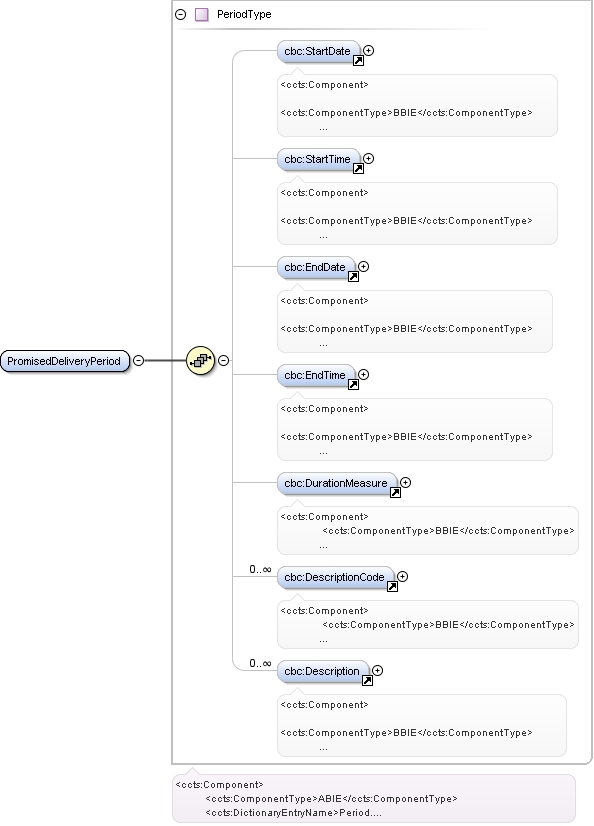 PeriodType
cbc:StartDate
<ccts:Component>
<ccts:ComponentType>BBIE</ccts:ComponentType>
...
cbc:StartTime
<ccts:Component>
<ccts:ComponentType>BBIE</ccts:ComponentType>
...
cbc:EndDate
<ccts:Component>
<ccts:ComponentType>BBIE</ccts:ComponentType>
...
PromisedDeliveryPeriod
cbc:EndTime
<ccts:Component>
<ccts:ComponentType>BBIE</ccts:ComponentType>
...
cbc:DurationMeasure
<ccts:Component>
<ccts:ComponentType>BBIE</ccts:ComponentType>
...
0..∞
cbc:DescriptionCode
<ccts:Component>
<ccts:ComponentType>BBIE</ccts:ComponentType>
...
0..∞
cbc:Description
<ccts:Component>
<ccts:ComponentType>BBIE</ccts:ComponentType>
...
<ccts:Component>
<ccts:ComponentType>ABIE</ccts:ComponentType>
<ccts:DictionaryEntryName>Period....